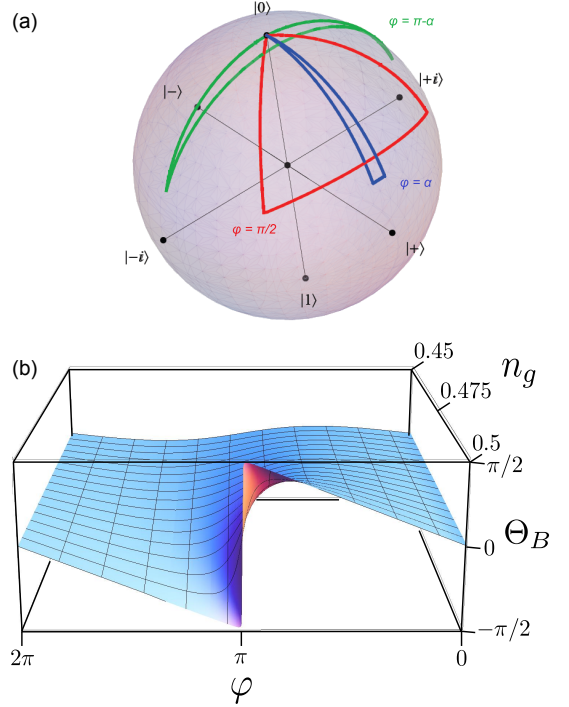 (a)
|0⟩
φ = π-α
|−⟩
|+i⟩
φ = α
φ = π/2
|−i⟩
|+⟩
|1⟩
(b)
0.45
n_g
0.475
0.5
π/2
0
Θ_B
−π/2
2π
π
0
φ